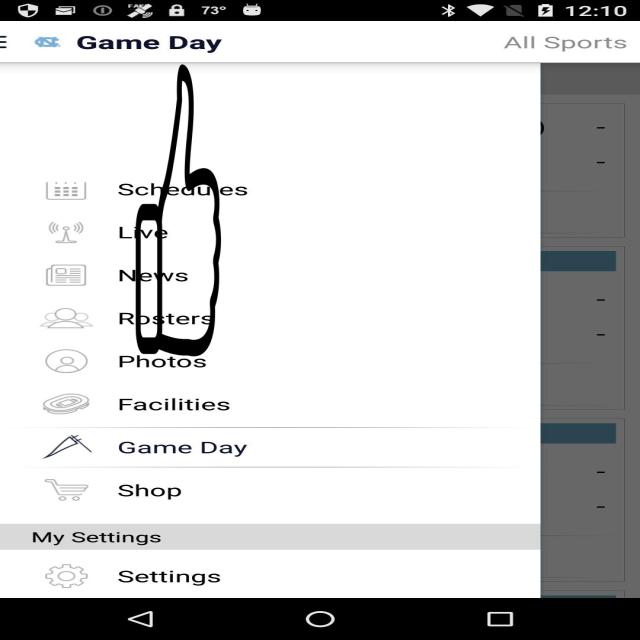 73° 12:10
Game Day All Sports
Schedules
Live
News
Rosters
Photos
Facilities
Game Day
Shop
My Settings
Settings